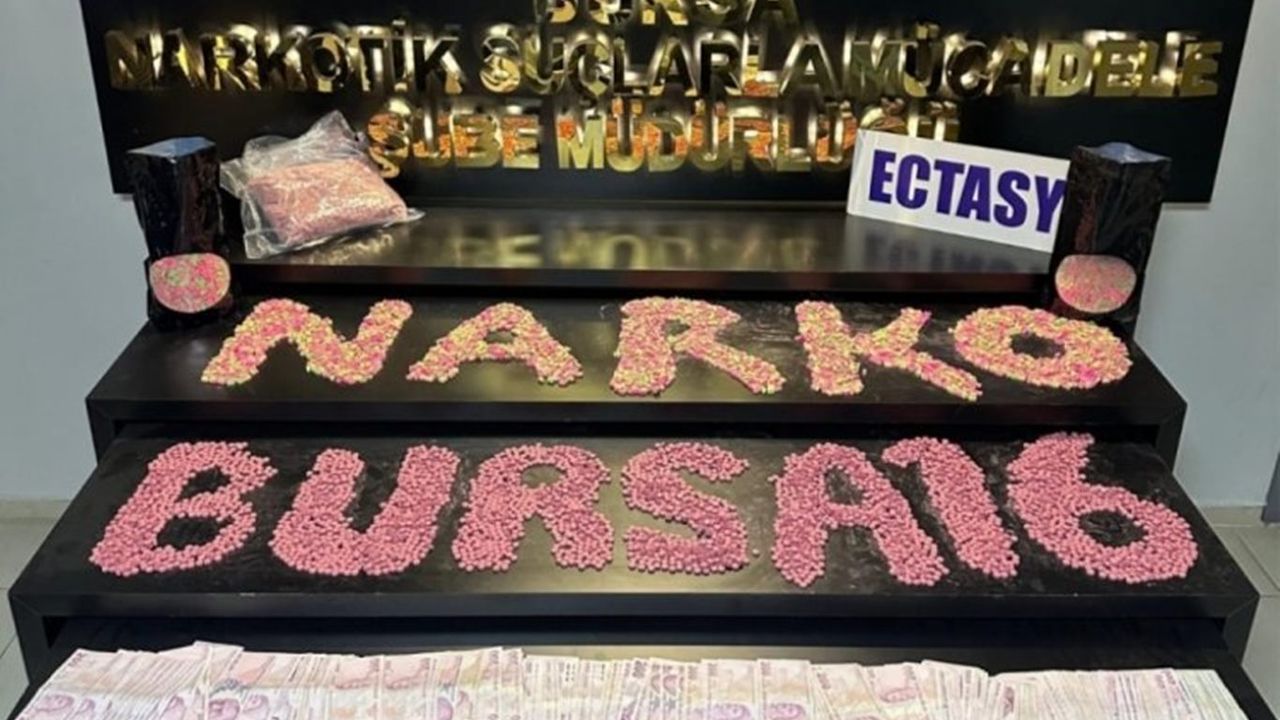 BURSA
NARKOTİK SUÇLARLA MÜCADELE
ŞUBE MÜDÜRLÜĞÜ
ECTASY
NARKO
BURSA16